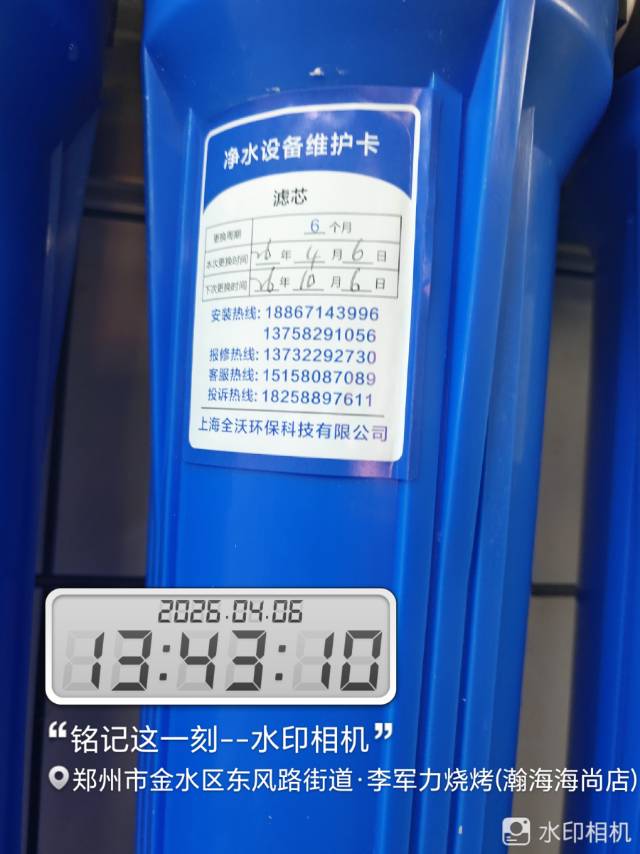 净水设备维护卡
滤芯
更换周期 6 个月
本次更换时间 26 年 4 月 6 日
下次更换时间 26 年 10 月 6 日
安装热线: 18867143996
13758291056
报修热线: 13732292730
客服热线: 15158087089
投诉热线: 18258897611
上海全沃环保科技有限公司
2026.04.06
13:43:10
“铭记这一刻--水印相机”
郑州市金水区东风路街道·李军力烧烤(瀚海海尚店)
水印相机